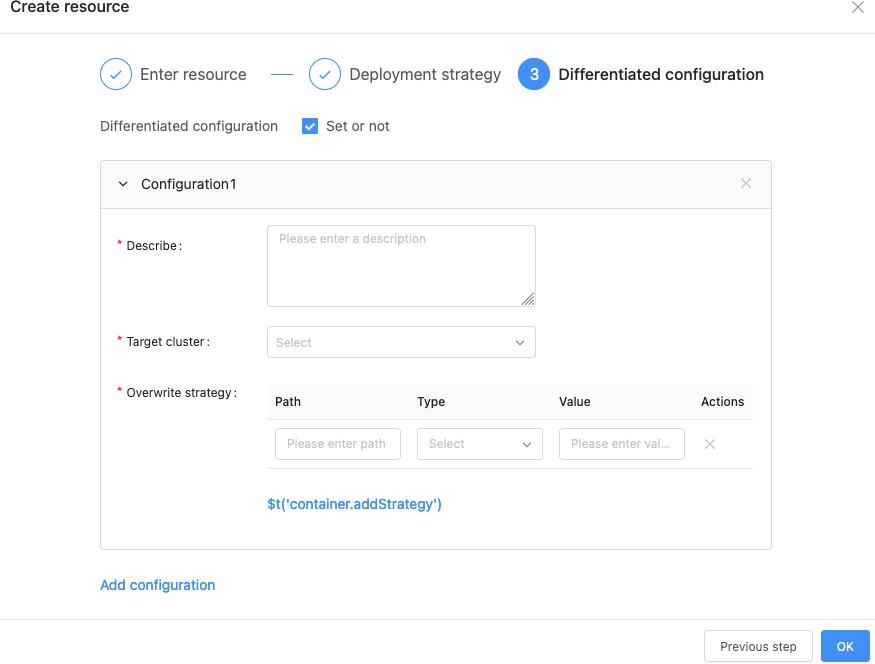 Create resource
Enter resource
Deployment strategy
3 Differentiated configuration
Differentiated configuration Set or not
Configuration1
* Describe:
Please enter a description
* Target cluster:
Select
* Overwrite strategy:
Path Type Value Actions
Please enter path Select Please enter val...
$t('container.addStrategy')
Add configuration
Previous step OK